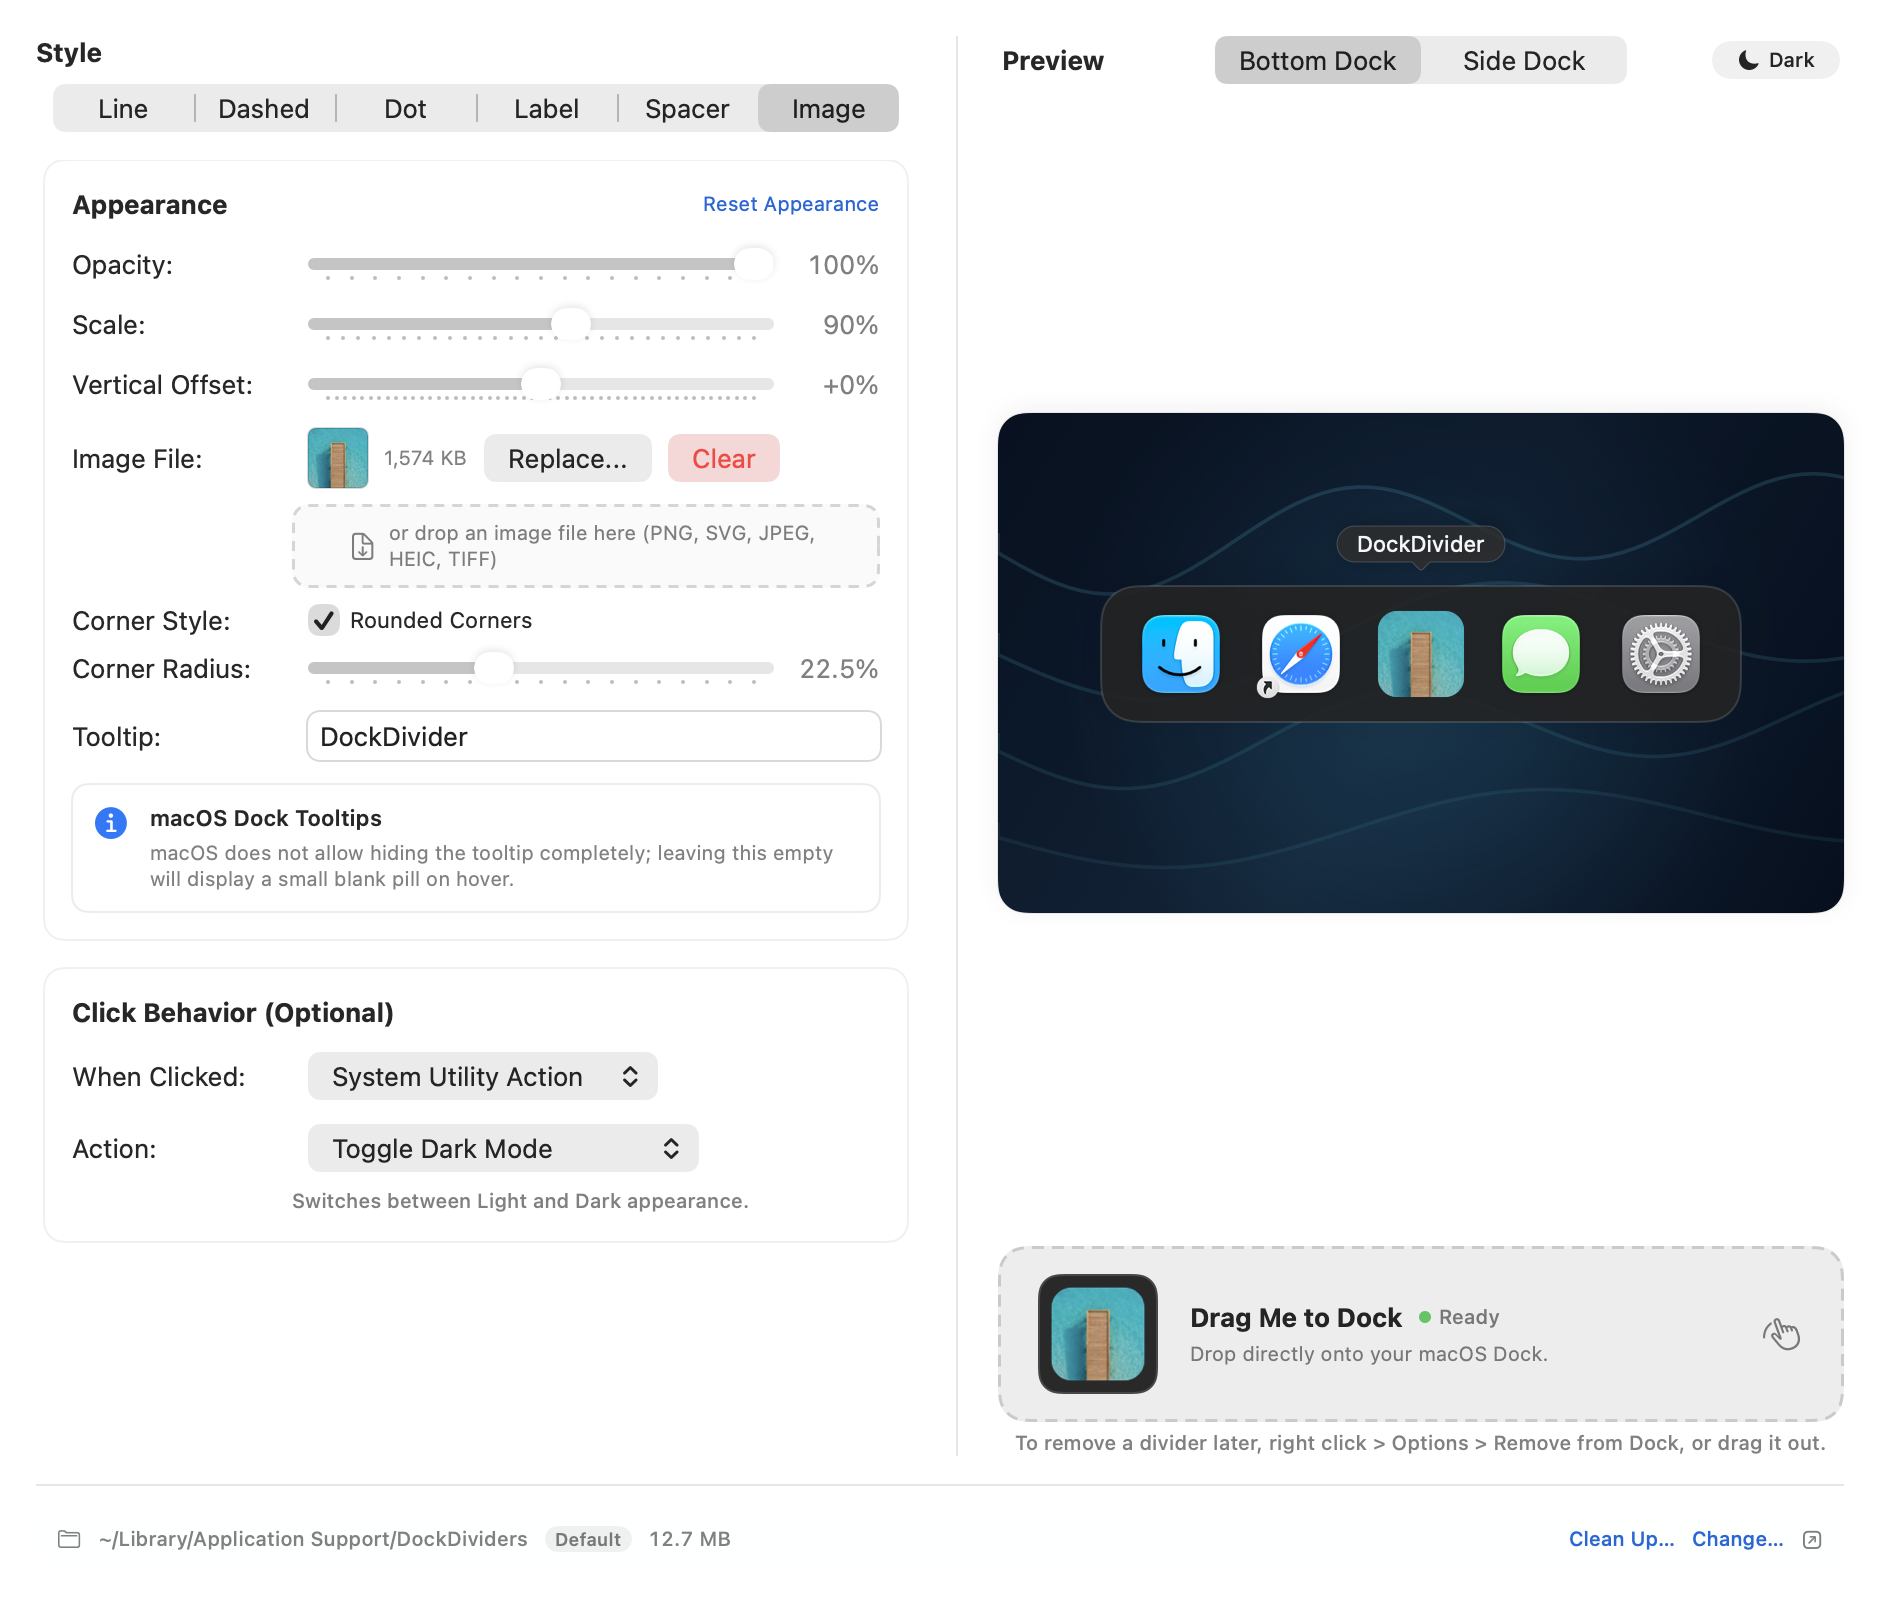 Style
Line
Dashed
Dot
Label
Spacer
Image
Appearance
Reset Appearance
Opacity:
100%
Scale:
90%
Vertical Offset:
+0%
Image File:
1,574 KB
Replace...
Clear
or drop an image file here (PNG, SVG, JPEG,
HEIC, TIFF)
Corner Style:
Rounded Corners
Corner Radius:
22.5%
Tooltip:
DockDivider
macOS Dock Tooltips
macOS does not allow hiding the tooltip completely; leaving this empty
will display a small blank pill on hover.
Click Behavior (Optional)
When Clicked:
System Utility Action
Action:
Toggle Dark Mode
Switches between Light and Dark appearance.
Preview
Bottom Dock
Side Dock
Dark
DockDivider
Drag Me to Dock
Ready
Drop directly onto your macOS Dock.
To remove a divider later, right click > Options > Remove from Dock, or drag it out.
~/Library/Application Support/DockDividers
Default
12.7 MB
Clean Up...
Change...